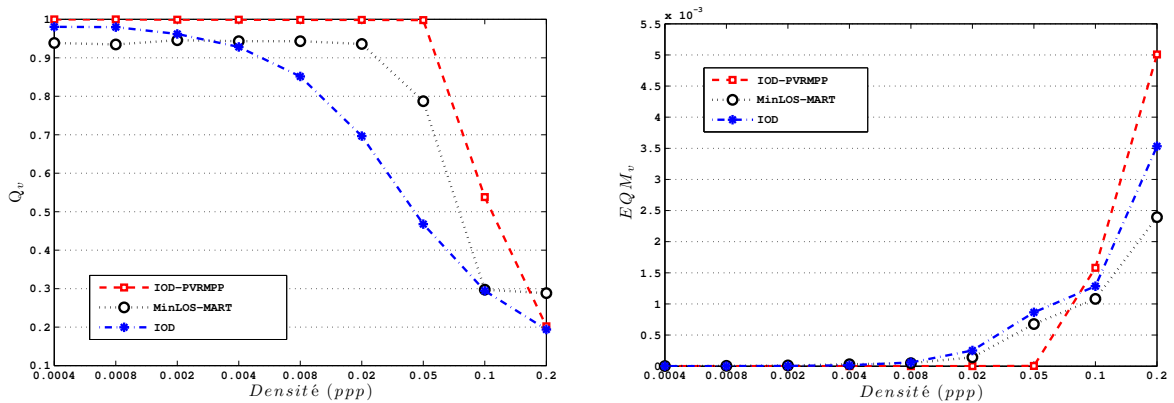 1
0.9
0.8
0.7
0.6
0.5
0.4
0.3
0.2
0.1
Q_v
IOD-PVRMPP
MinLOS-MART
IOD
0.0004 0.0008 0.002 0.004 0.008 0.02 0.05 0.1 0.2
Densité (ppp)
x 10⁻³
5.5
5
4.5
4
3.5
3
2.5
2
1.5
1
0.5
0
EQM_v
IOD-PVRMPP
MinLOS-MART
IOD
0.0004 0.0008 0.002 0.004 0.008 0.02 0.05 0.1 0.2
Densité (ppp)